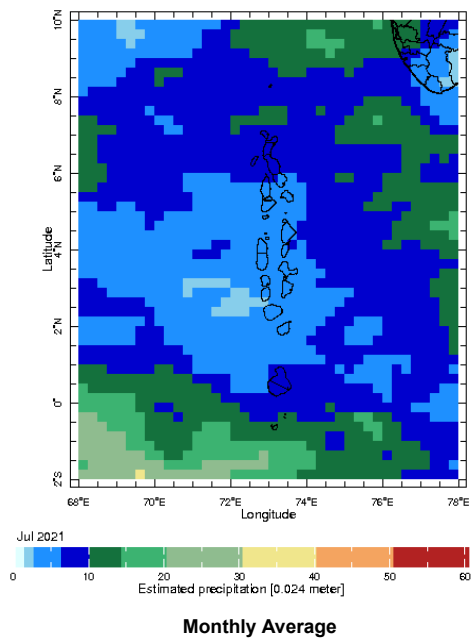 10°N
8°N
6°N
Latitude
4°N
2°N
0°
2°S
68°E 70°E 72°E 74°E 76°E 78°E
Longitude
Jul 2021
0 5 10 20 30 40 50 60
Estimated precipitation [0.024 meter]
Monthly Average